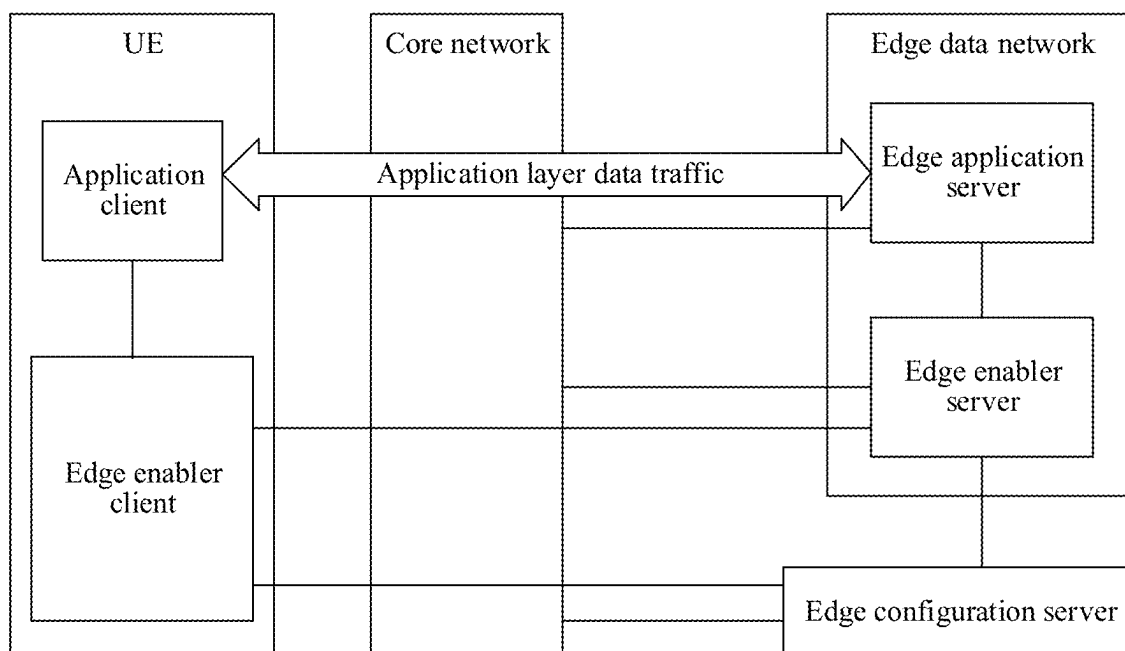 UE
Core network
Edge data network
Application
client
Application layer data traffic
Edge application
server
Edge enabler
server
Edge enabler
client
Edge configuration server